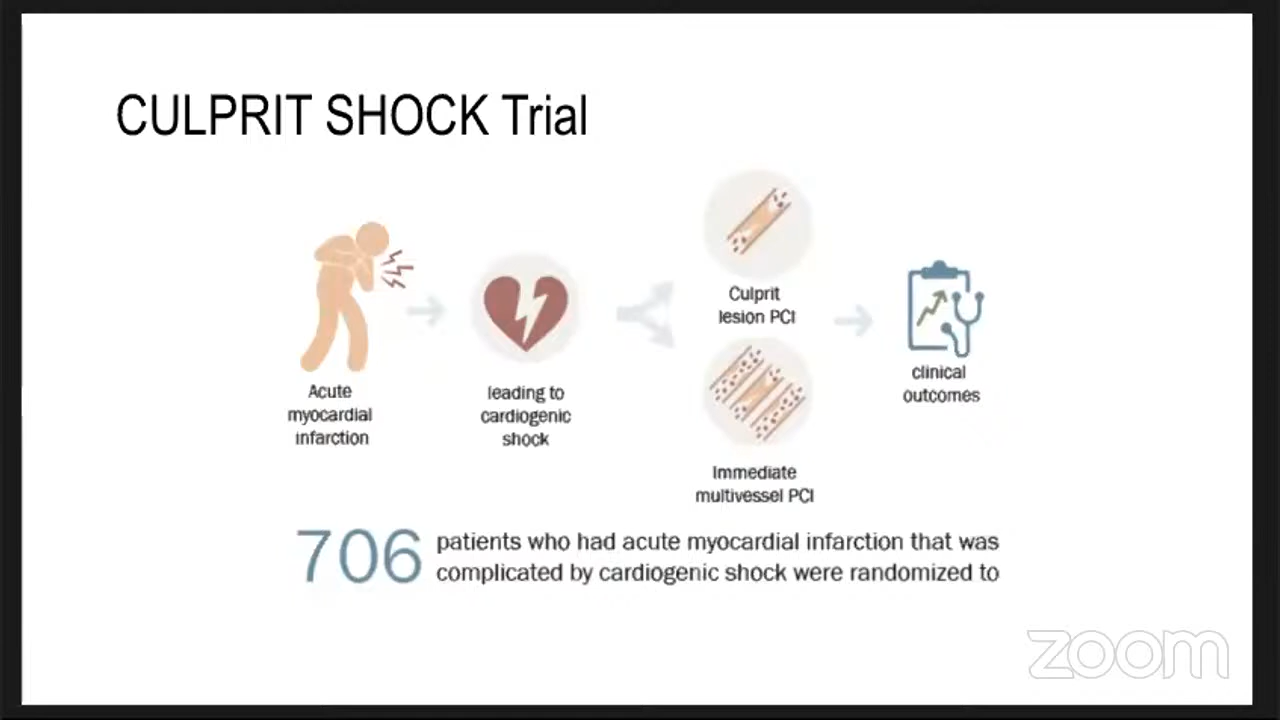 CULPRIT SHOCK Trial
Acute
myocardial
infarction
leading to
cardiogenic
shock
Culprit
lesion PCI
Immediate
multivessel PCI
clinical
outcomes
706
patients who had acute myocardial infarction that was
complicated by cardiogenic shock were randomized to
zoom